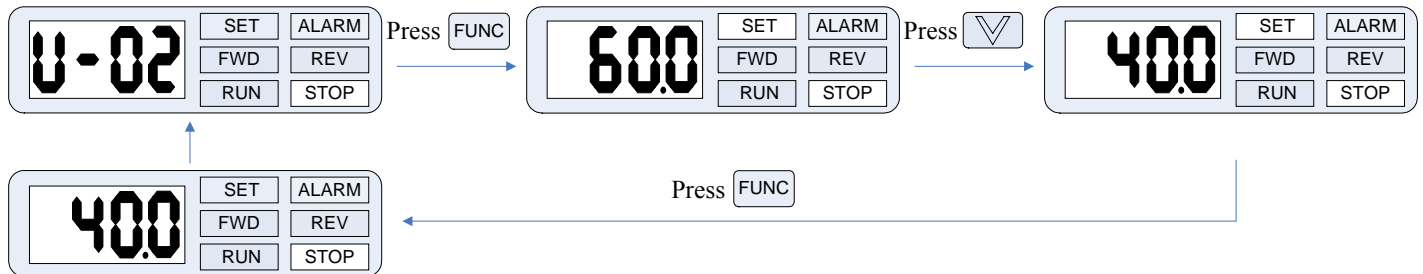 U-02
SET ALARM
FWD REV
RUN STOP
Press FUNC
60.0
SET ALARM
FWD REV
RUN STOP
Press
40.0
SET ALARM
FWD REV
RUN STOP
Press FUNC
40.0
SET ALARM
FWD REV
RUN STOP